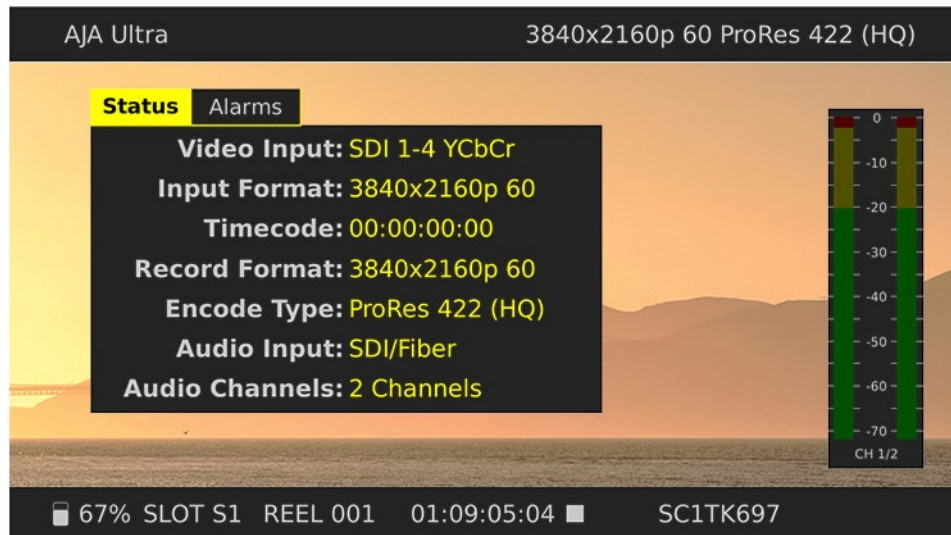 AJA Ultra 3840x2160p 60 ProRes 422 (HQ)
Status Alarms
Video Input: SDI 1-4 YCbCr
Input Format: 3840x2160p 60
Timecode: 00:00:00:00
Record Format: 3840x2160p 60
Encode Type: ProRes 422 (HQ)
Audio Input: SDI/Fiber
Audio Channels: 2 Channels
0
-10
-20
-30
-40
-50
-60
-70
CH 1/2
67% SLOT S1 REEL 001 01:09:05:04 SC1TK697